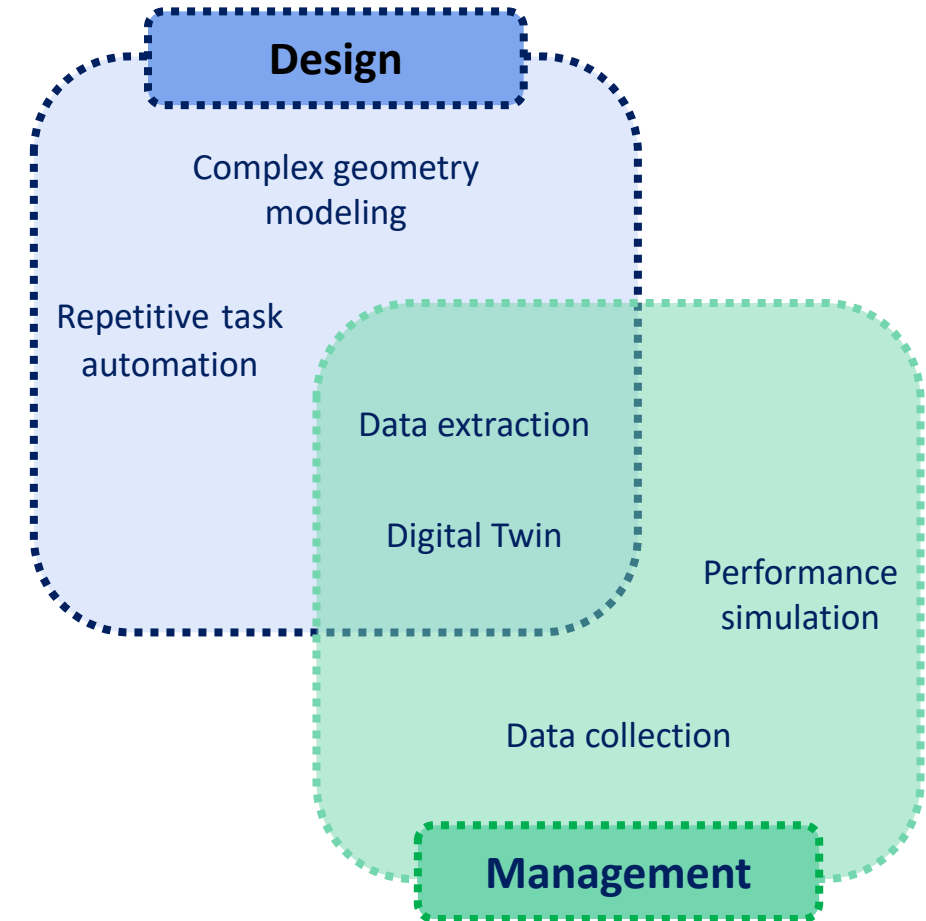 Design
Complex geometry
modeling
Repetitive task
automation
Data extraction
Digital Twin
Performance
simulation
Data collection
Management